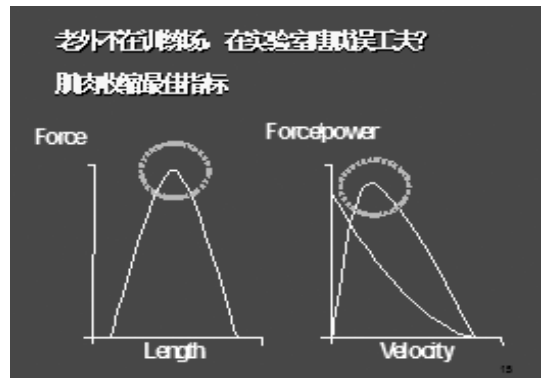 老外不在训练场，在实验室瞎耽误工夫?
肌肉收缩最佳指标
Force
Force/power
Length
Velocity
15